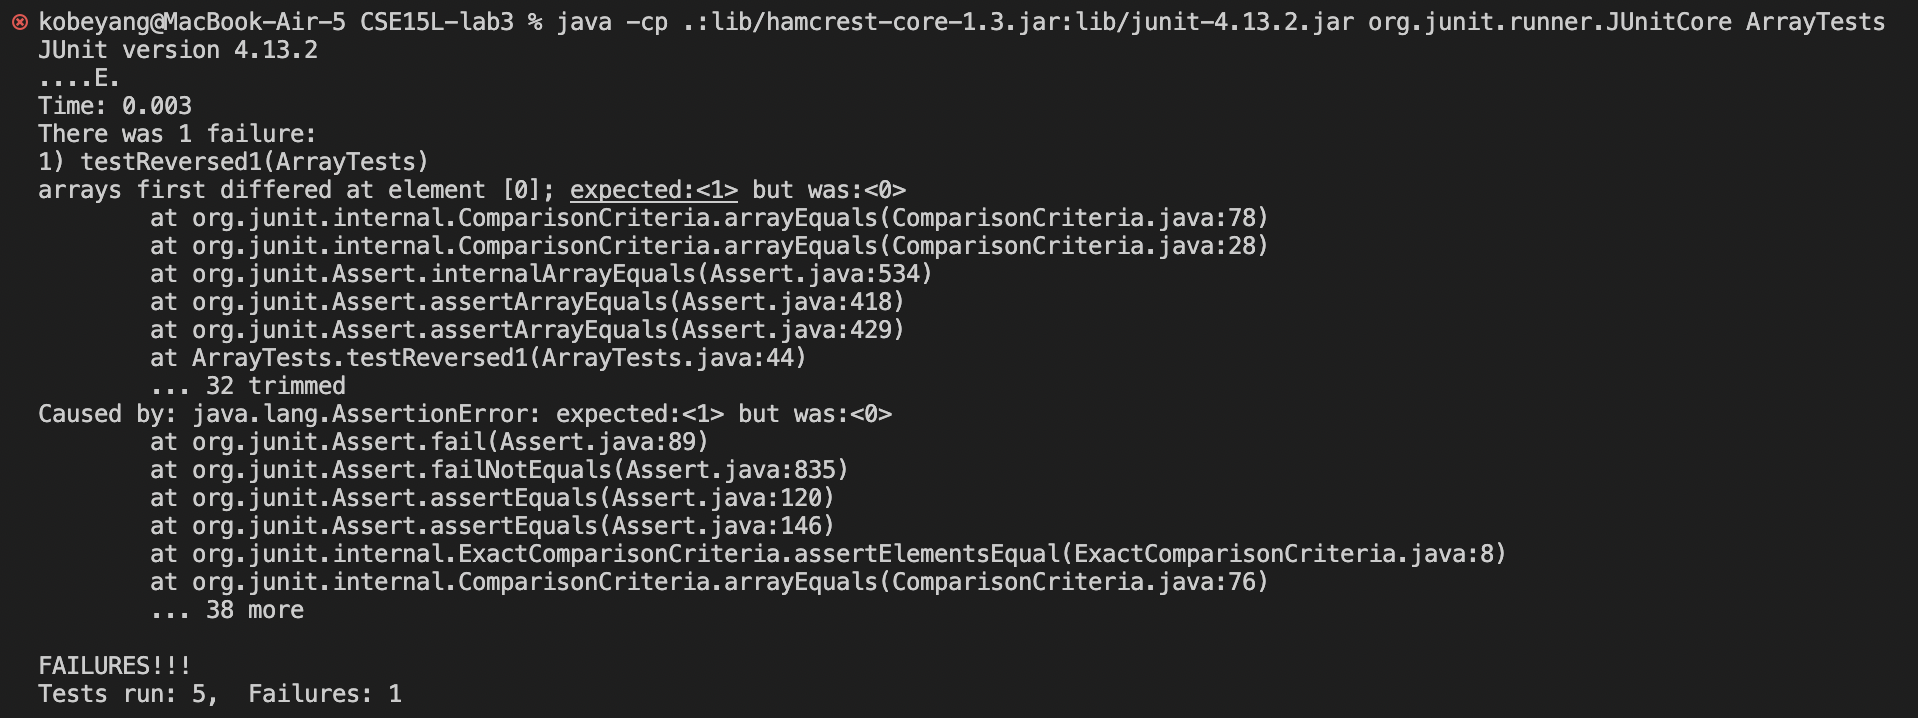 kobeyang@MacBook-Air-5 CSE15L-lab3 % java -cp .:lib/hamcrest-core-1.3.jar:lib/junit-4.13.2.jar org.junit.runner.JUnitCore ArrayTests
JUnit version 4.13.2
....E.
Time: 0.003
There was 1 failure:
1) testReversed1(ArrayTests)
arrays first differed at element [0]; expected:<1> but was:<0>
        at org.junit.internal.ComparisonCriteria.arrayEquals(ComparisonCriteria.java:78)
        at org.junit.internal.ComparisonCriteria.arrayEquals(ComparisonCriteria.java:28)
        at org.junit.Assert.internalArrayEquals(Assert.java:534)
        at org.junit.Assert.assertArrayEquals(Assert.java:418)
        at org.junit.Assert.assertArrayEquals(Assert.java:429)
        at ArrayTests.testReversed1(ArrayTests.java:44)
        ... 32 trimmed
Caused by: java.lang.AssertionError: expected:<1> but was:<0>
        at org.junit.Assert.fail(Assert.java:89)
        at org.junit.Assert.failNotEquals(Assert.java:835)
        at org.junit.Assert.assertEquals(Assert.java:120)
        at org.junit.Assert.assertEquals(Assert.java:146)
        at org.junit.internal.ExactComparisonCriteria.assertElementsEqual(ExactComparisonCriteria.java:8)
        at org.junit.internal.ComparisonCriteria.arrayEquals(ComparisonCriteria.java:76)
        ... 38 more

FAILURES!!!
Tests run: 5,  Failures: 1